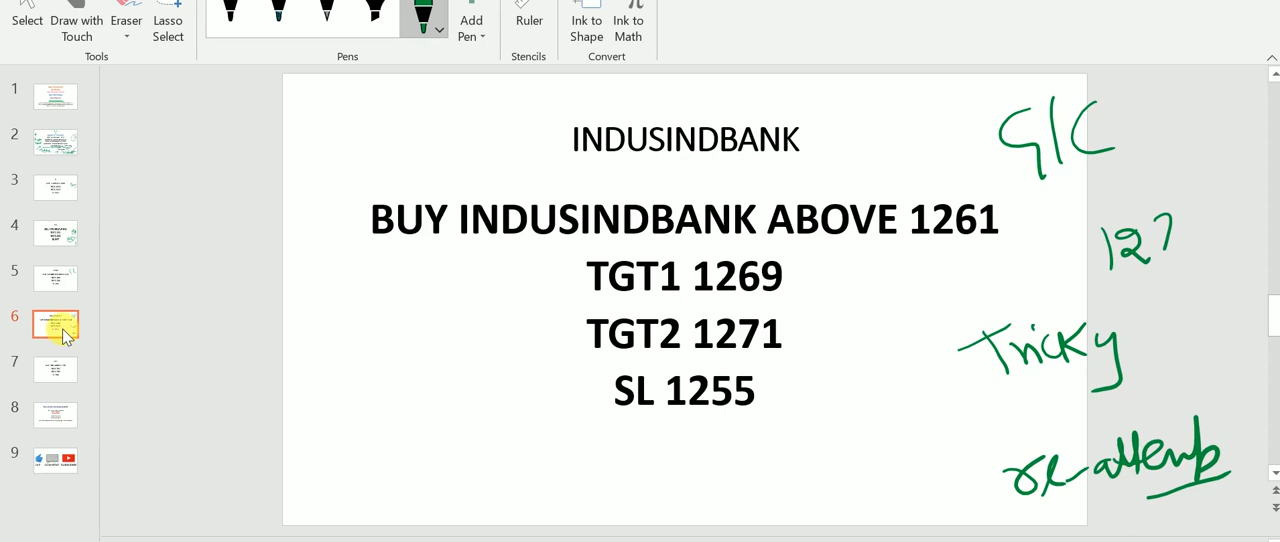 Select
Draw with Touch
Eraser
Lasso Select
Add Pen
Ruler
Ink to Shape
Ink to Math
Tools
Pens
Stencils
Convert
1
2
3
4
5
6
7
8
9
INDUSINDBANK
BUY INDUSINDBANK ABOVE 1261
TGT1 1269
TGT2 1271
SL 1255
G/C
127
Tricky
re-attemp